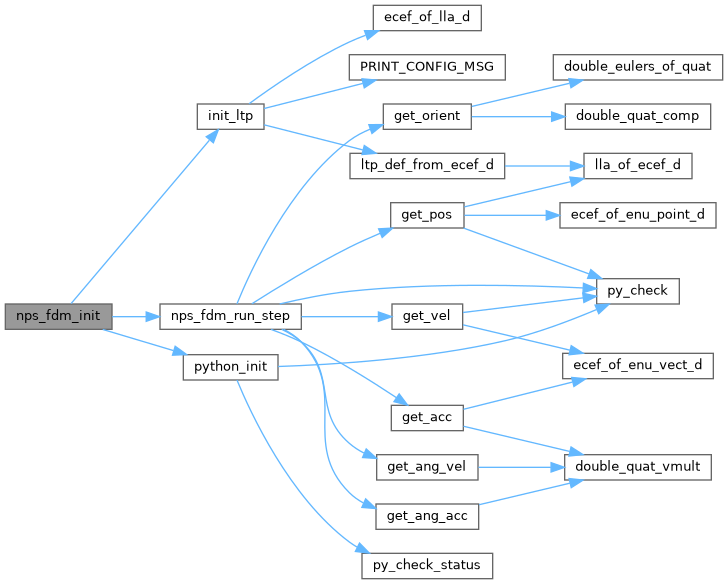 ecef_of_lla_d
PRINT_CONFIG_MSG
double_eulers_of_quat
init_ltp
get_orient
double_quat_comp
ltp_def_from_ecef_d
lla_of_ecef_d
get_pos
ecef_of_enu_point_d
py_check
nps_fdm_init
nps_fdm_run_step
get_vel
python_init
ecef_of_enu_vect_d
get_acc
get_ang_vel
double_quat_vmult
get_ang_acc
py_check_status